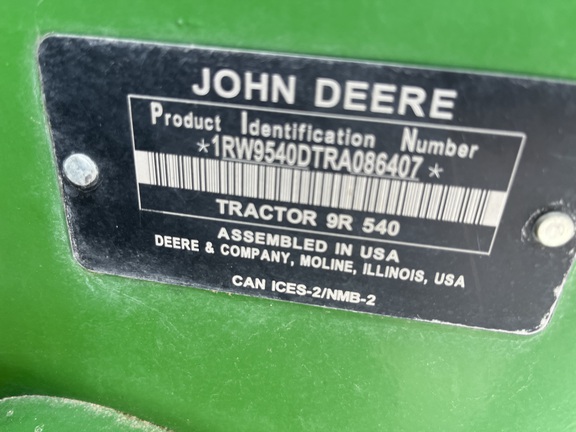 JOHN DEERE
Product Identification Number
*1RW9540DTRA086407*
TRACTOR 9R 540
ASSEMBLED IN USA
DEERE & COMPANY, MOLINE, ILLINOIS, USA
CAN ICES-2/NMB-2